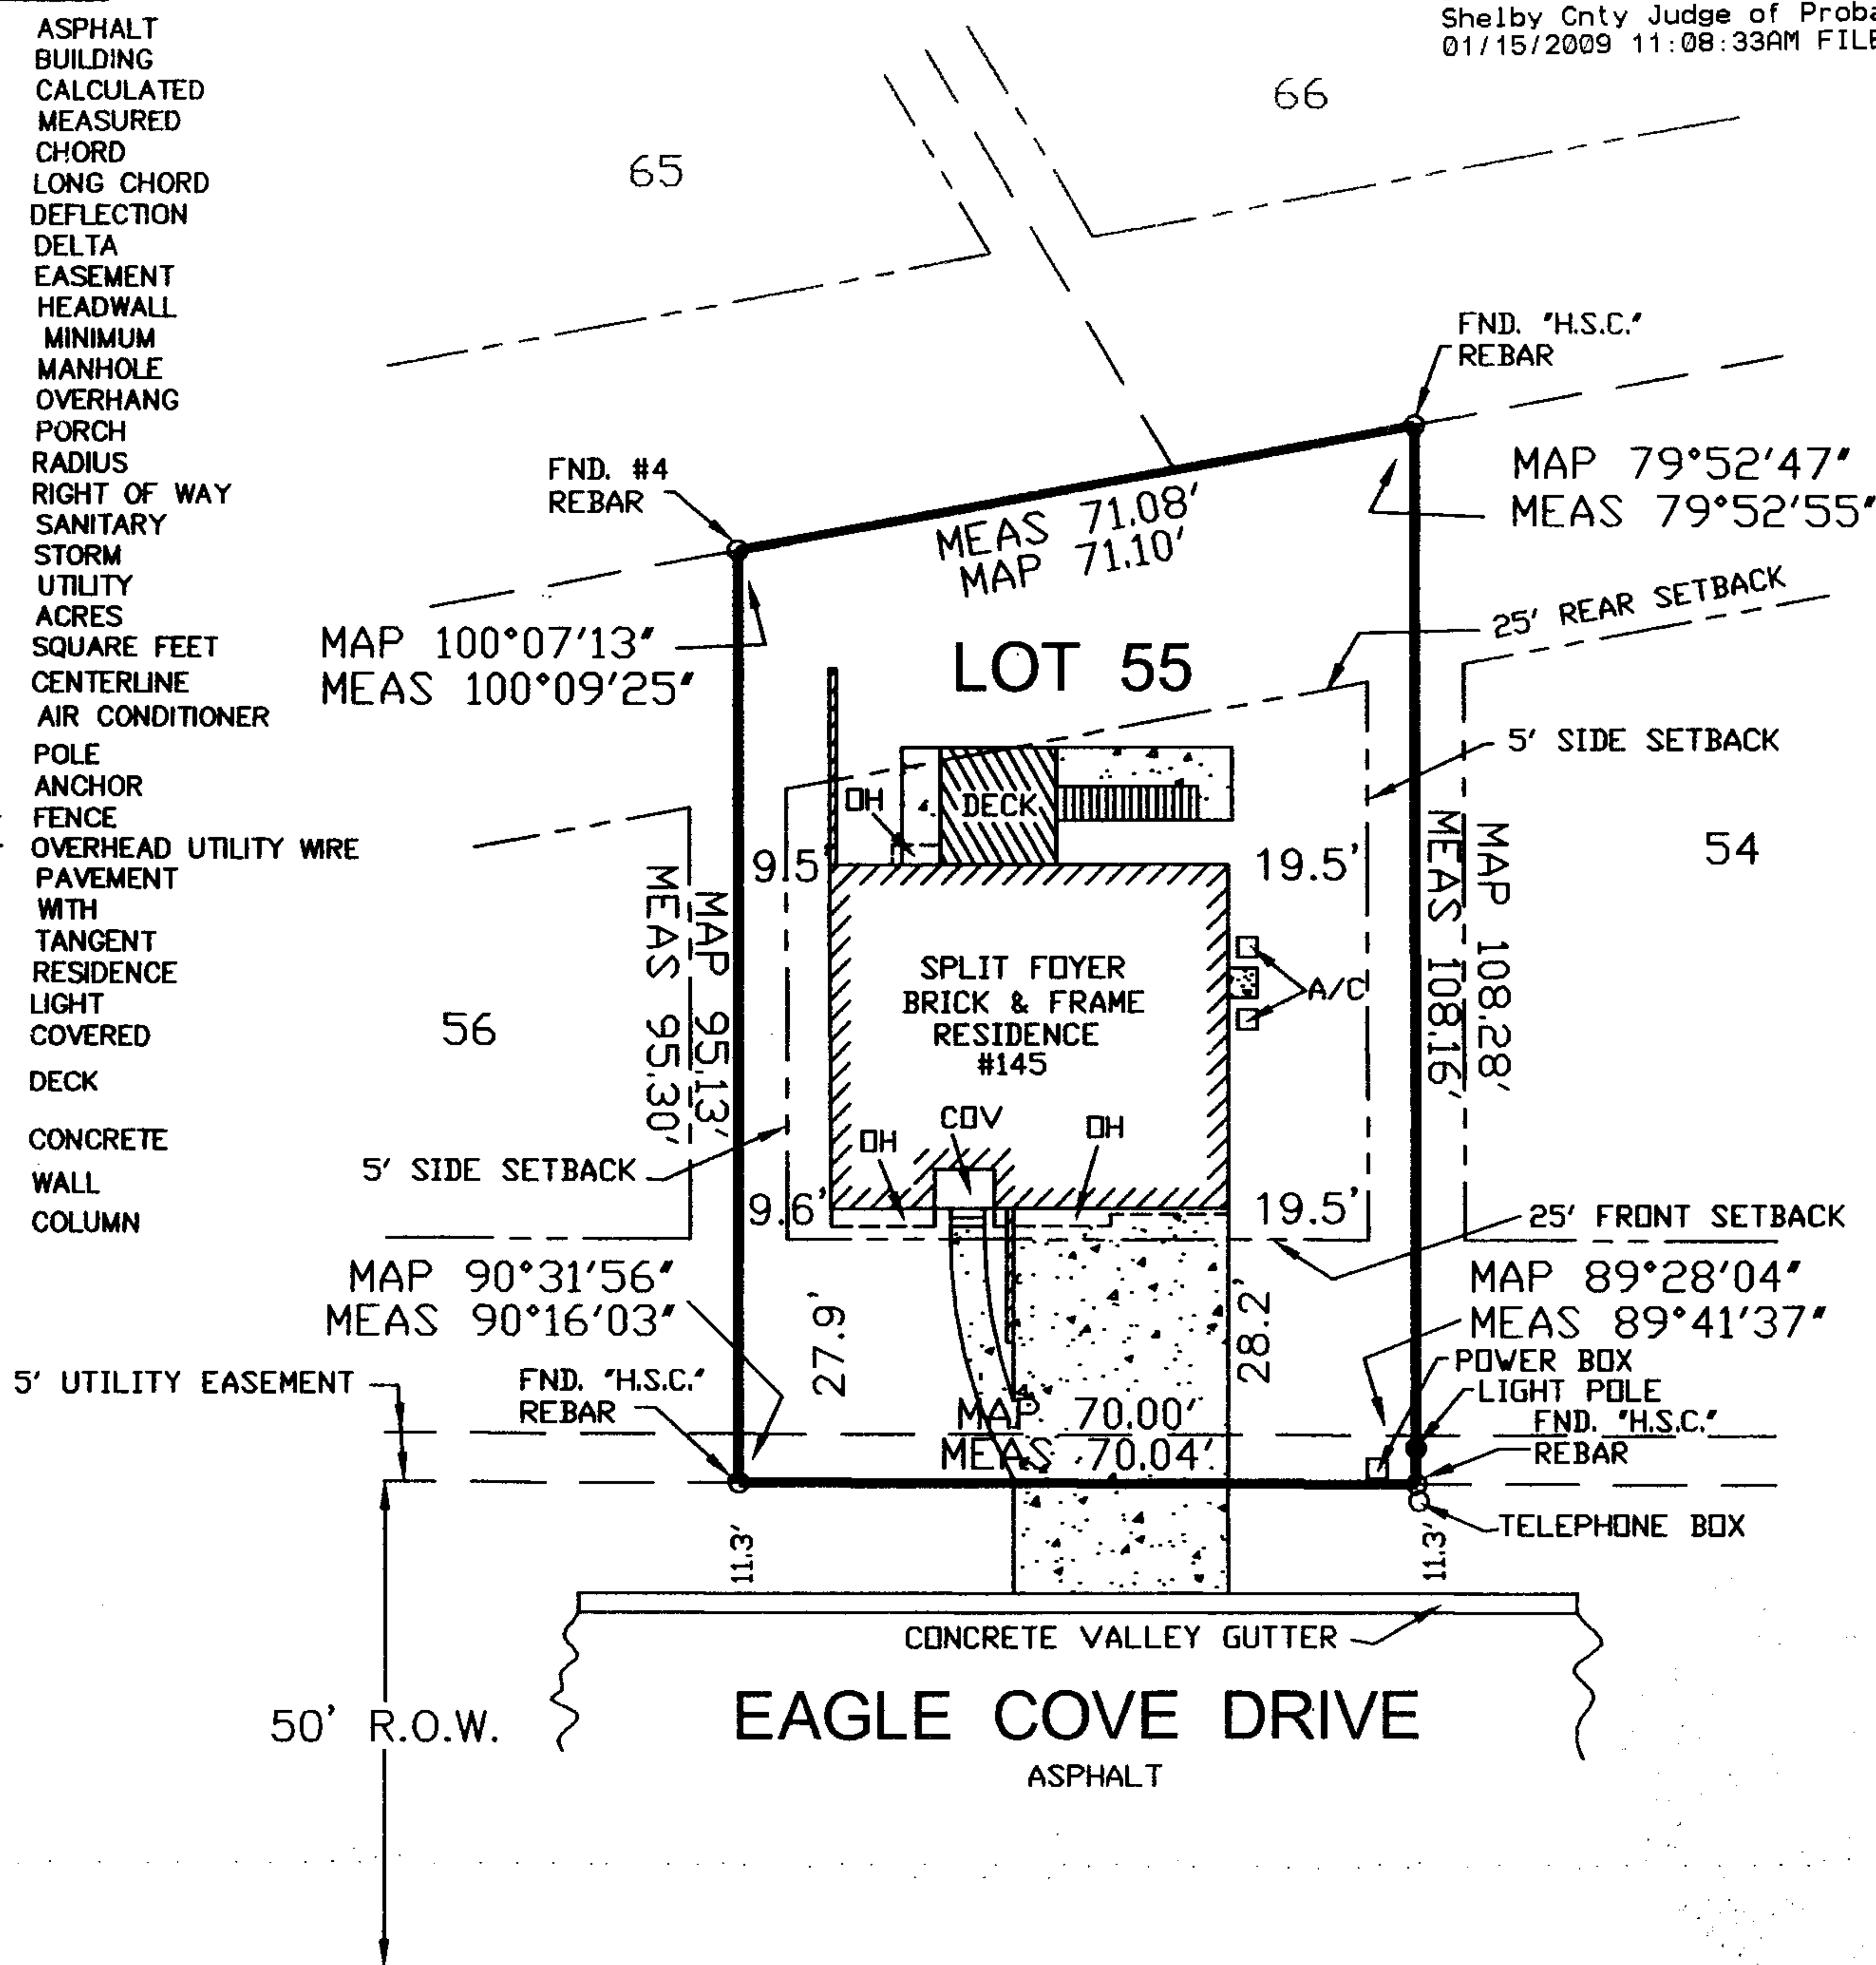 Shelby Cnty Judge of Proba
01/15/2009 11:08:33AM FILE
ASPHALT
BUILDING
CALCULATED
MEASURED
CHORD
LONG CHORD
DEFLECTION
DELTA
EASEMENT
HEADWALL
MINIMUM
MANHOLE
OVERHANG
PORCH
RADIUS
RIGHT OF WAY
SANITARY
STORM
UTILITY
ACRES
SQUARE FEET
CENTERLINE
AIR CONDITIONER
POLE
ANCHOR
FENCE
OVERHEAD UTILITY WIRE
PAVEMENT
WITH
TANGENT
RESIDENCE
LIGHT
COVERED
DECK
CONCRETE
WALL
COLUMN
66
65
FND. "H.S.C."
REBAR
FND. #4
REBAR
MAP 79°52'47"
MEAS 79°52'55"
MEAS 71.08'
MAP 71.10'
25' REAR SETBACK
MAP 100°07'13"
MEAS 100°09'25"
LOT 55
5' SIDE SETBACK
OH
DECK
9.5'
19.5'
MAP 108.28'
MEAS 108.16'
54
MAP 95.13'
MEAS 95.30'
SPLIT FOYER
BRICK & FRAME
RESIDENCE
#145
A/C
56
COV
OH
OH
5' SIDE SETBACK
9.6'
19.5'
25' FRONT SETBACK
MAP 90°31'56"
MEAS 90°16'03"
MAP 89°28'04"
MEAS 89°41'37"
27.9'
28.2'
POWER BOX
LIGHT POLE
5' UTILITY EASEMENT
FND. "H.S.C."
REBAR
MAP 70.00'
MEAS 70.04'
FND. "H.S.C."
REBAR
TELEPHONE BOX
11.3'
11.3'
CONCRETE VALLEY GUTTER
50' R.O.W.
EAGLE COVE DRIVE
ASPHALT